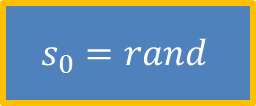 s₀ = rand